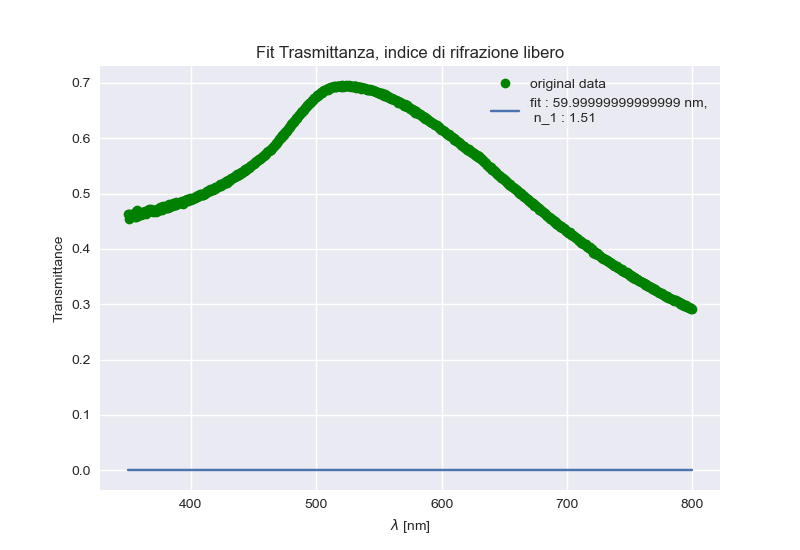 Fit Trasmittanza, indice di rifrazione libero
original data
fit : 59.99999999999999 nm,
n_1 : 1.51
Transmittance
0.7
0.6
0.5
0.4
0.3
0.2
0.1
0.0
400 500 600 700 800
λ [nm]